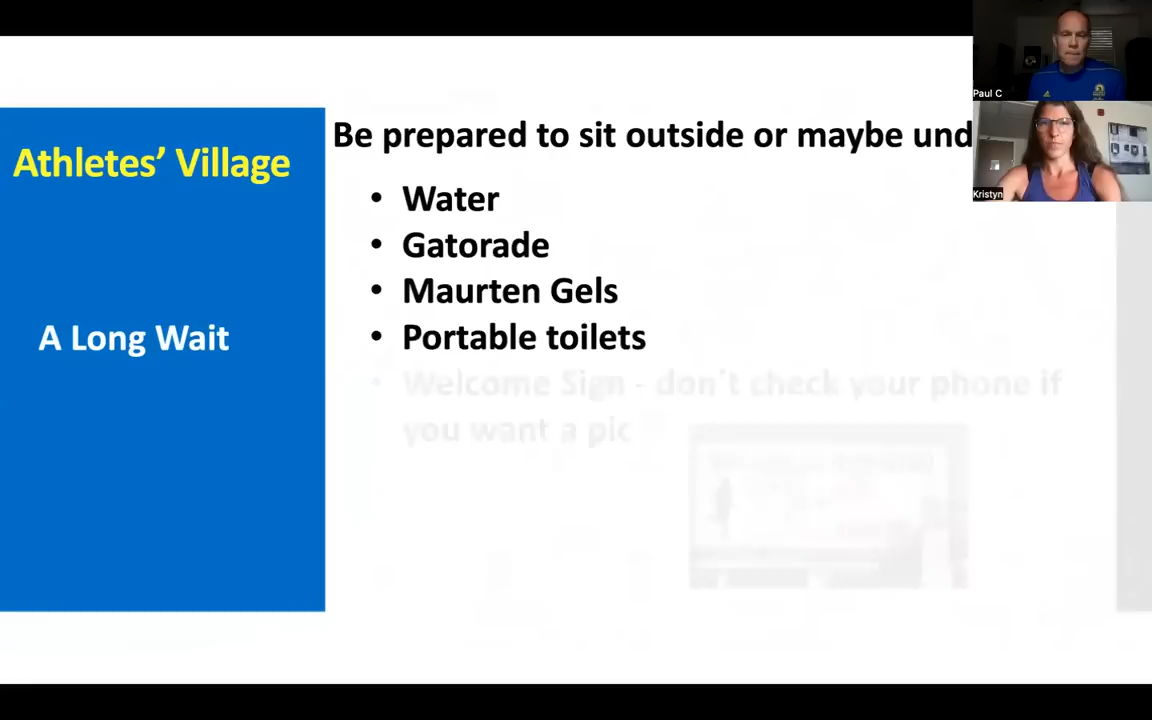 Paul C
Athletes’ Village
Be prepared to sit outside or maybe und
• Water
Kristyn
• Gatorade
• Maurten Gels
A Long Wait
• Portable toilets
• Welcome Sign - don't check your phone if
you want a pic